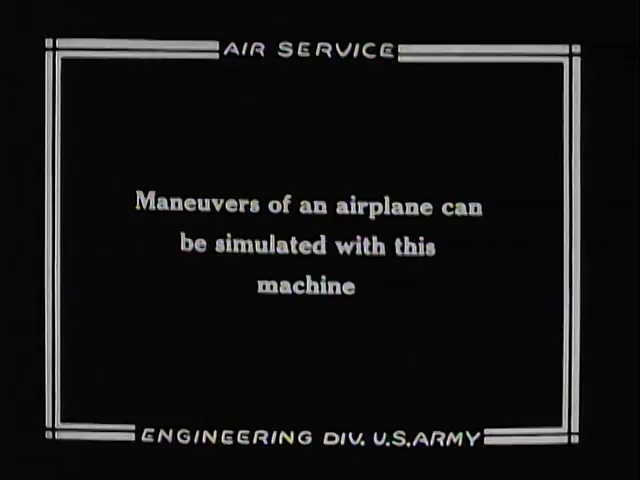 AIR SERVICE
Maneuvers of an airplane can
be simulated with this
machine
ENGINEERING DIV. U.S. ARMY